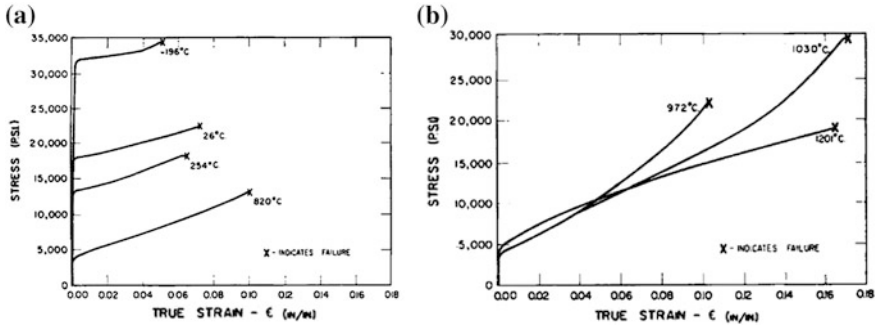 (a)
35,000
30,000
25,000
20,000
15,000
10,000
5,000
0
STRESS (P.S.I.)
-196°C
26°C.
254°C.
820°C
X - INDICATES FAILURE
0.00 0.02 0.04 0.06 0.08 0.10 0.12 0.14 0.16 0.18
TRUE STRAIN - ε (IN/IN)
(b)
30,000
25,000
20,000
15,000
10,000
5,000
0
STRESS (P.S.I)
972°C.
1030°C.
1201°C
X - INDICATES FAILURE
0.00 0.02 0.04 0.06 0.08 0.10 0.12 0.14 0.16 0.18
TRUE STRAIN - ε (IN/IN)